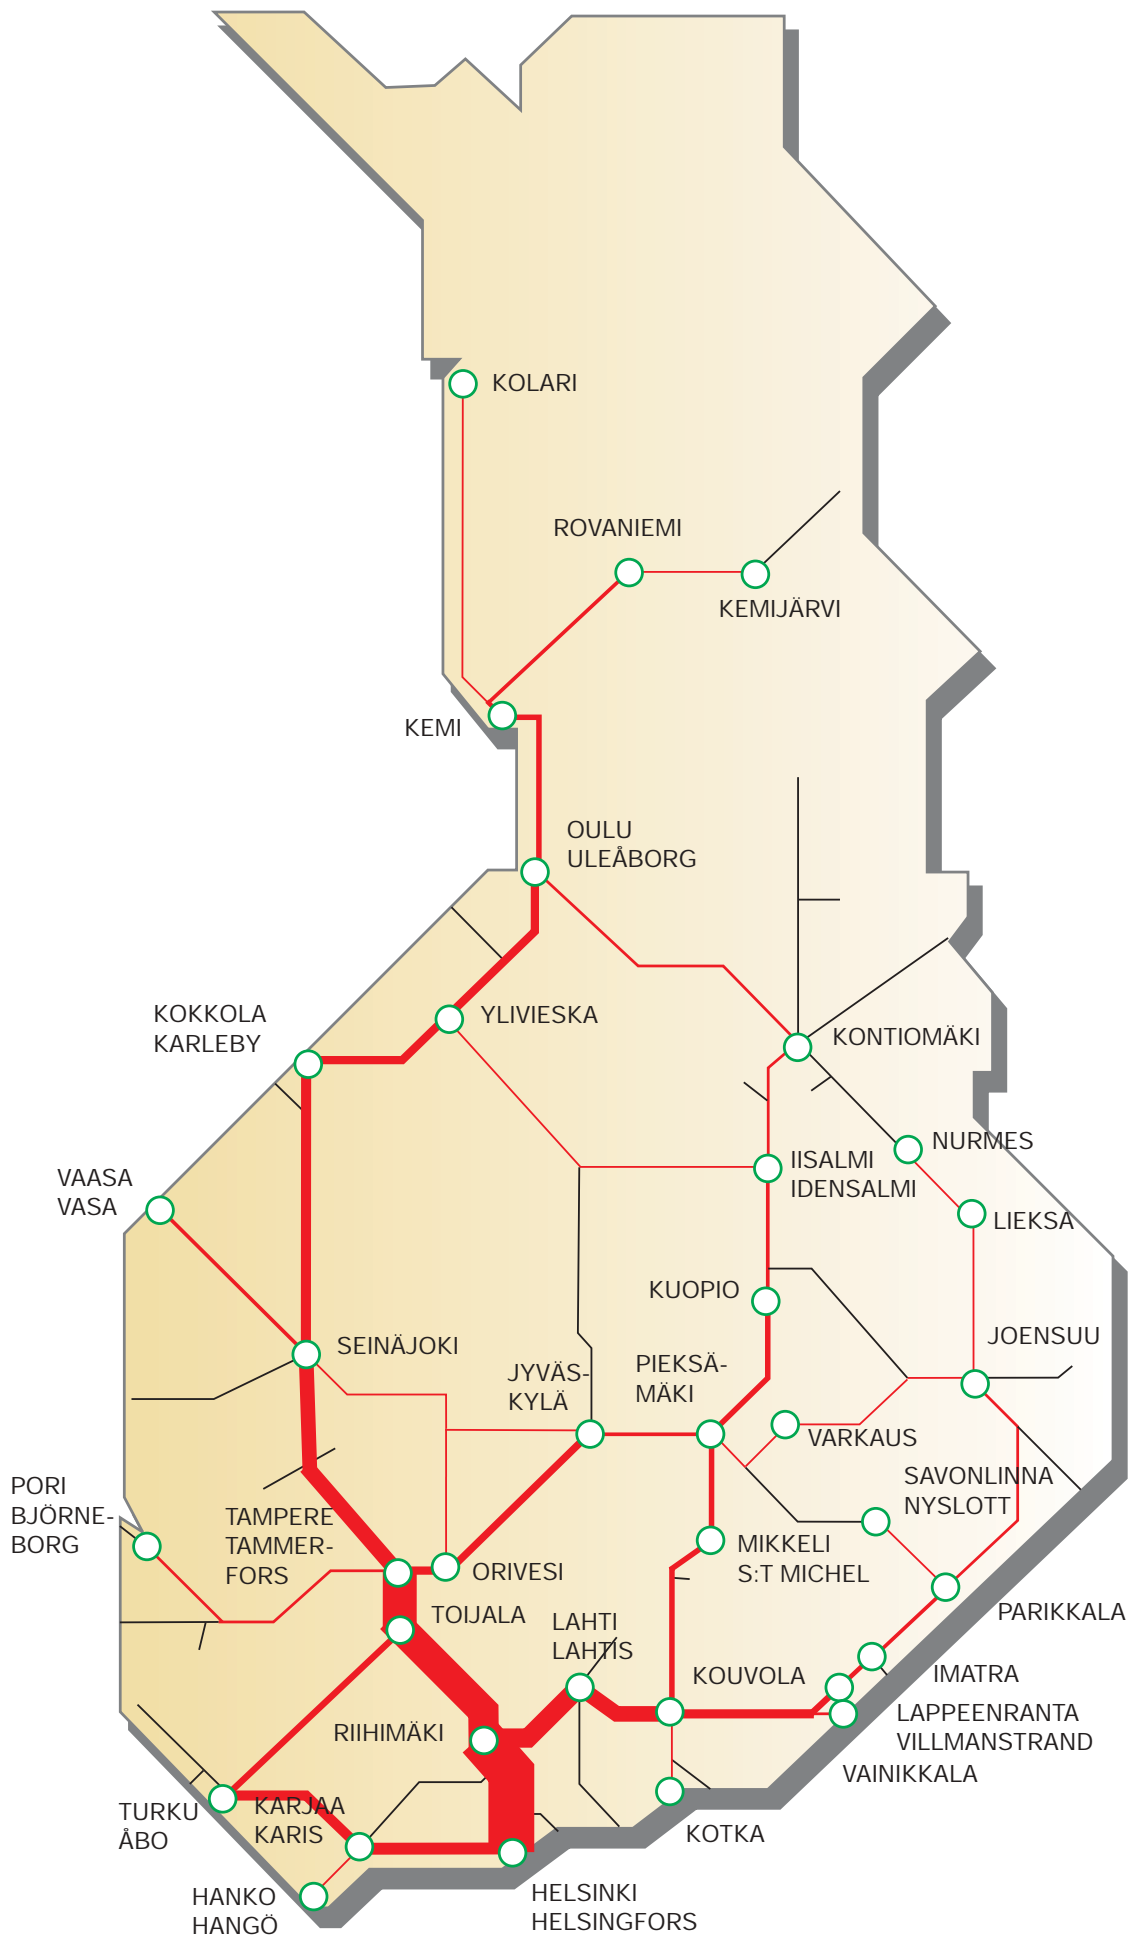 KOLARI
ROVANIEMI
KEMIJÄRVI
KEMI
OULU
ULEÅBORG
KOKKOLA
KARLEBY
YLIVIESKA
KONTIOMÄKI
NURMES
IISALMI
IDENSALMI
VAASA
VASA
LIEKSA
KUOPIO
SEINÄJOKI
JOENSUU
JYVÄS-
KYLÄ
PIEKSÄ-
MÄKI
VARKAUS
SAVONLINNA
NYSLOTT
PORI
BJÖRNE-
BORG
TAMPERE
TAMMER-
FORS
ORIVESI
MIKKELI
S:T MICHEL
TOIJALA
LAHTI
LAHTIS
PARIKKALA
KOUVOLA
IMATRA
LAPPEENRANTA
VILLMANSTRAND
RIIHIMÄKI
VAINIKKALA
TURKU
ÅBO
KARJAA
KARIS
KOTKA
HANKO
HANGÖ
HELSINKI
HELSINGFORS